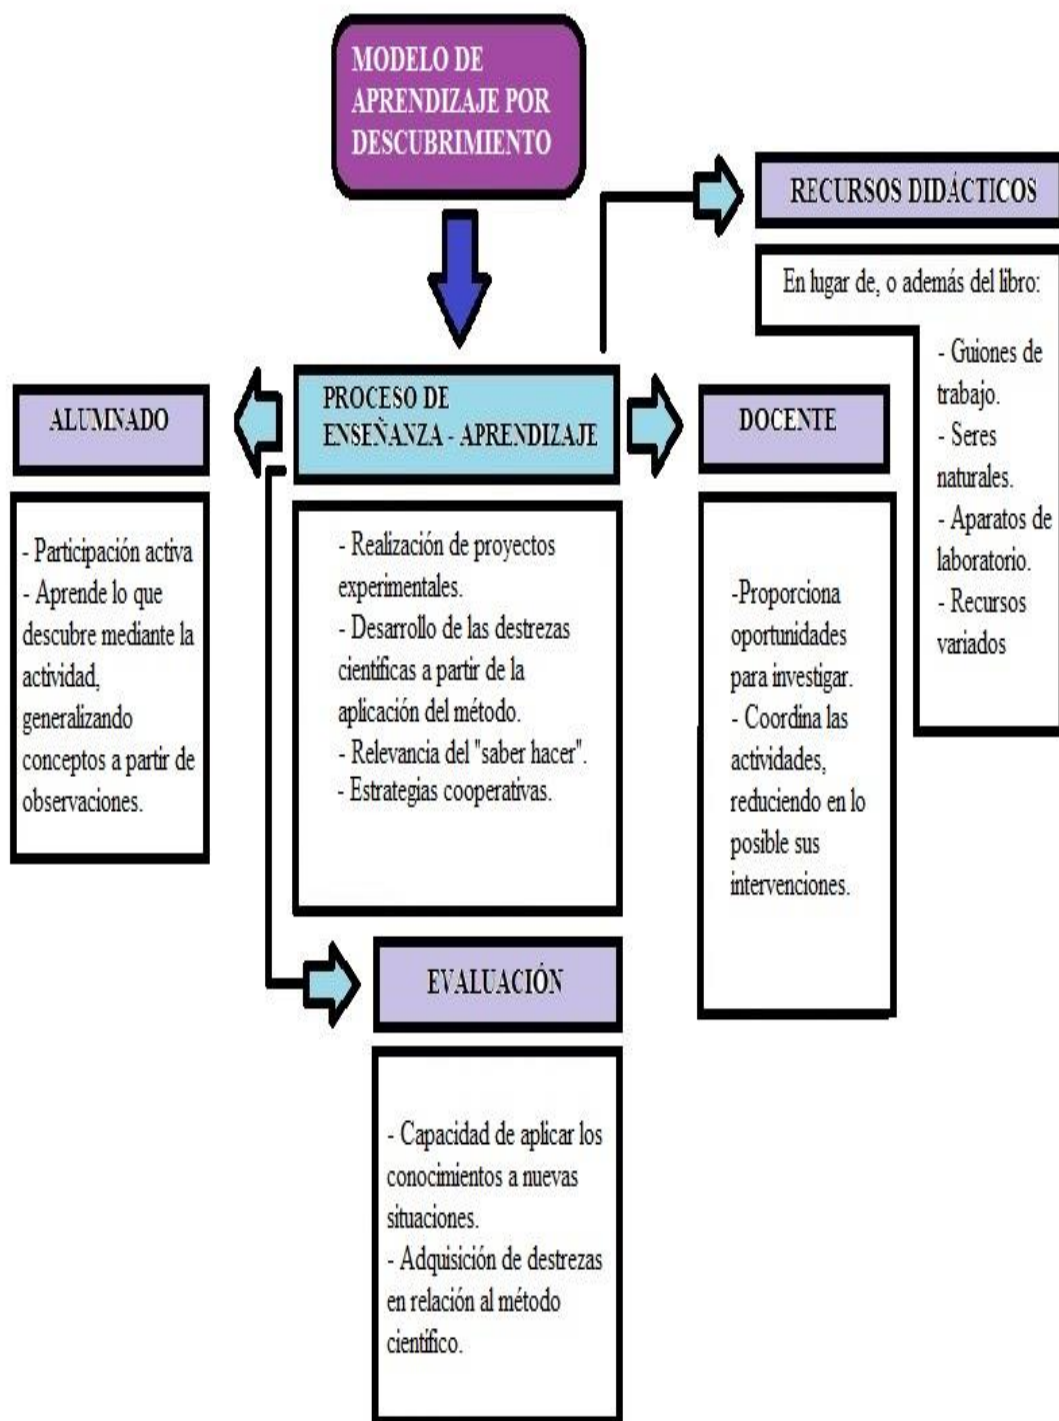 MODELO DE
APRENDIZAJE POR
DESCUBRIMIENTO
RECURSOS DIDÁCTICOS
En lugar de, o además del libro:
- Guiones de
trabajo.
- Seres
naturales.
- Aparatos de
laboratorio.
- Recursos
variados
PROCESO DE
ENSEÑANZA - APRENDIZAJE
- Realización de proyectos
experimentales.
- Desarrollo de las destrezas
científicas a partir de la
aplicación del método.
- Relevancia del "saber hacer".
- Estrategias cooperativas.
ALUMNADO
- Participación activa
- Aprende lo que
descubre mediante la
actividad,
generalizando
conceptos a partir de
observaciones.
DOCENTE
-Proporciona
oportunidades
para investigar.
- Coordina las
actividades,
reduciendo en lo
posible sus
intervenciones.
EVALUACIÓN
- Capacidad de aplicar los
conocimientos a nuevas
situaciones.
- Adquisición de destrezas
en relación al método
científico.